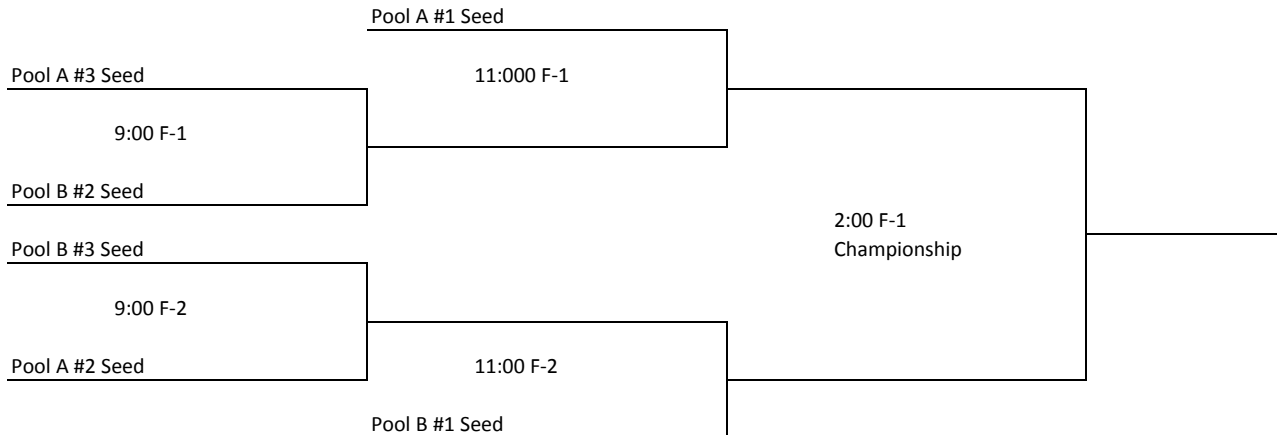 Pool A #1 Seed
Pool A #3 Seed
11:000 F-1
9:00 F-1
Pool B #2 Seed
2:00 F-1
Championship
Pool B #3 Seed
9:00 F-2
Pool A #2 Seed
11:00 F-2
Pool B #1 Seed